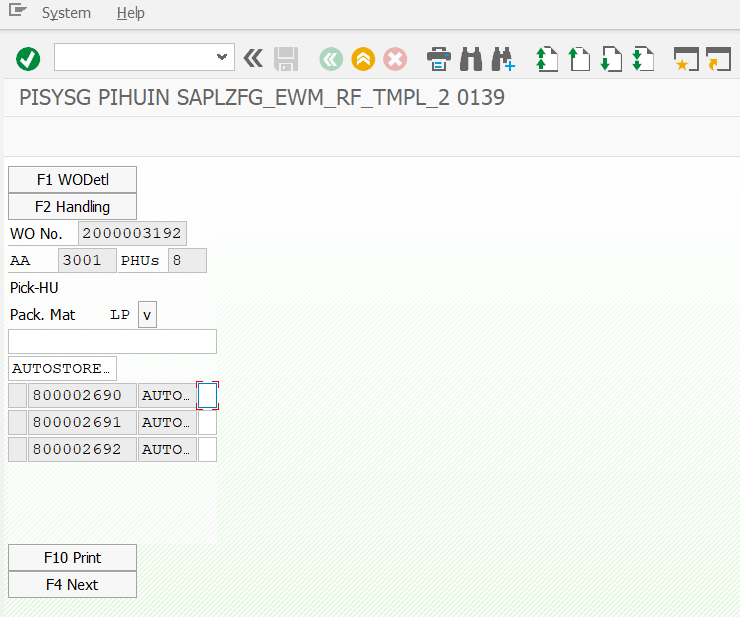 System Help
PISYSG PIHUIN SAPLZFG_EWM_RF_TMPL_2 0139
F1 WODetl
F2 Handling
WO No. 2000003192
AA 3001 PHUs 8
Pick-HU
Pack. Mat LP v
AUTOSTORE…
800002690 AUTO…
800002691 AUTO…
800002692 AUTO…
F10 Print
F4 Next